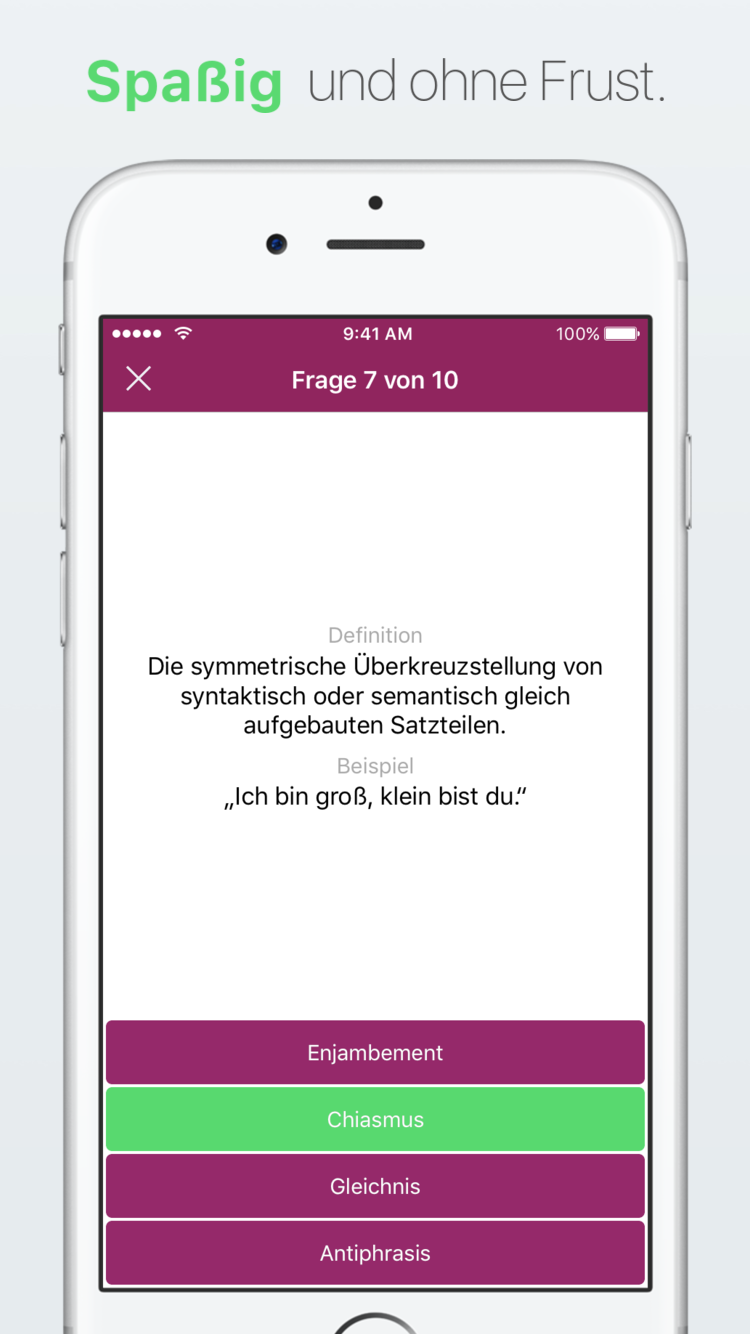 Spaßig und ohne Frust.
9:41 AM
100%
Frage 7 von 10
Definition
Die symmetrische Überkreuzstellung von
syntaktisch oder semantisch gleich
aufgebauten Satzteilen.
Beispiel
„Ich bin groß, klein bist du.“
Enjambement
Chiasmus
Gleichnis
Antiphrasis